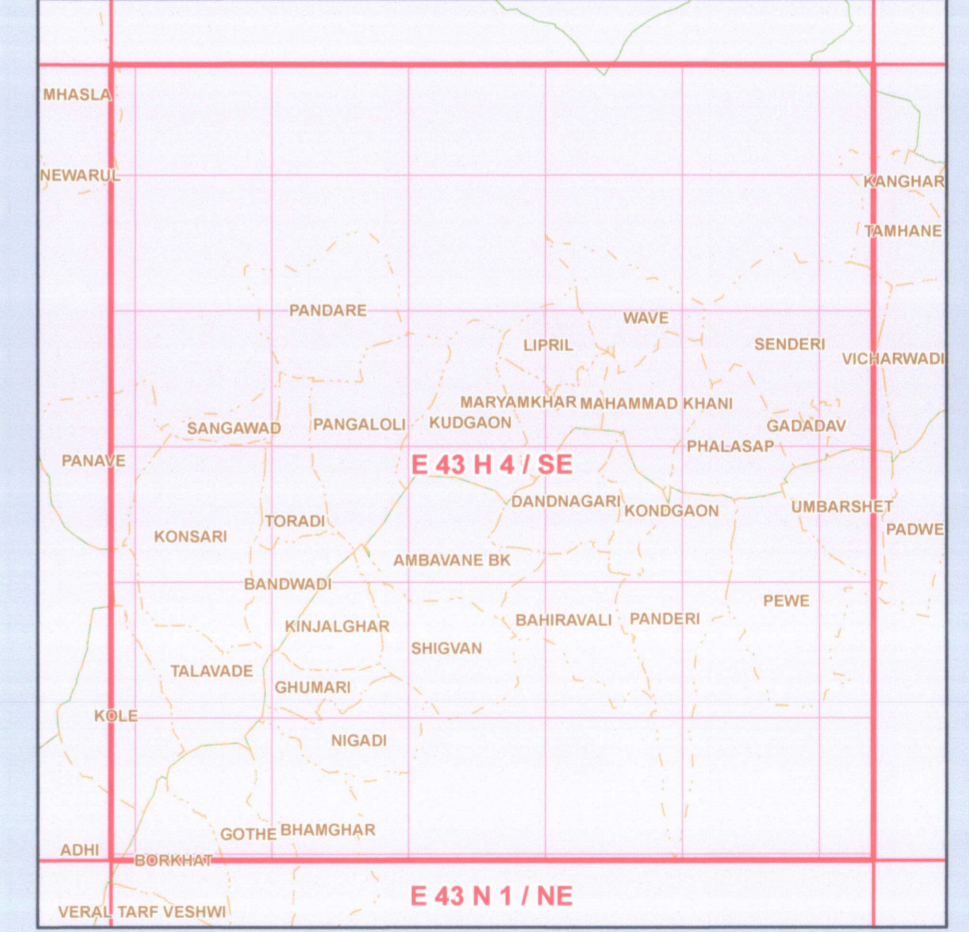 MHASLA
NEWARUL
KANGHAR
TAMHANE
PANDARE
WAVE
LIPRIL
SENDERI
VICHARWADI
MARYAMKHAR
MAHAMMAD KHANI
SANGAWAD
PANGALOLI
KUDGAON
GADADAV
PHALASAP
PANAVE
E 43 H 4 / SE
DANDNAGARI
KONDGAON
UMBARSHET
TORADI
PADWE
KONSARI
AMBAVANE BK
BANDWADI
PEWE
KINJALGHAR
BAHIRAVALI
PANDERI
SHIGVAN
TALAVADE
GHUMARI
KOLE
NIGADI
GOTHE
BHAMGHAR
ADHI
BORKHAT
E 43 N 1 / NE
VERAL TARF VESHWI